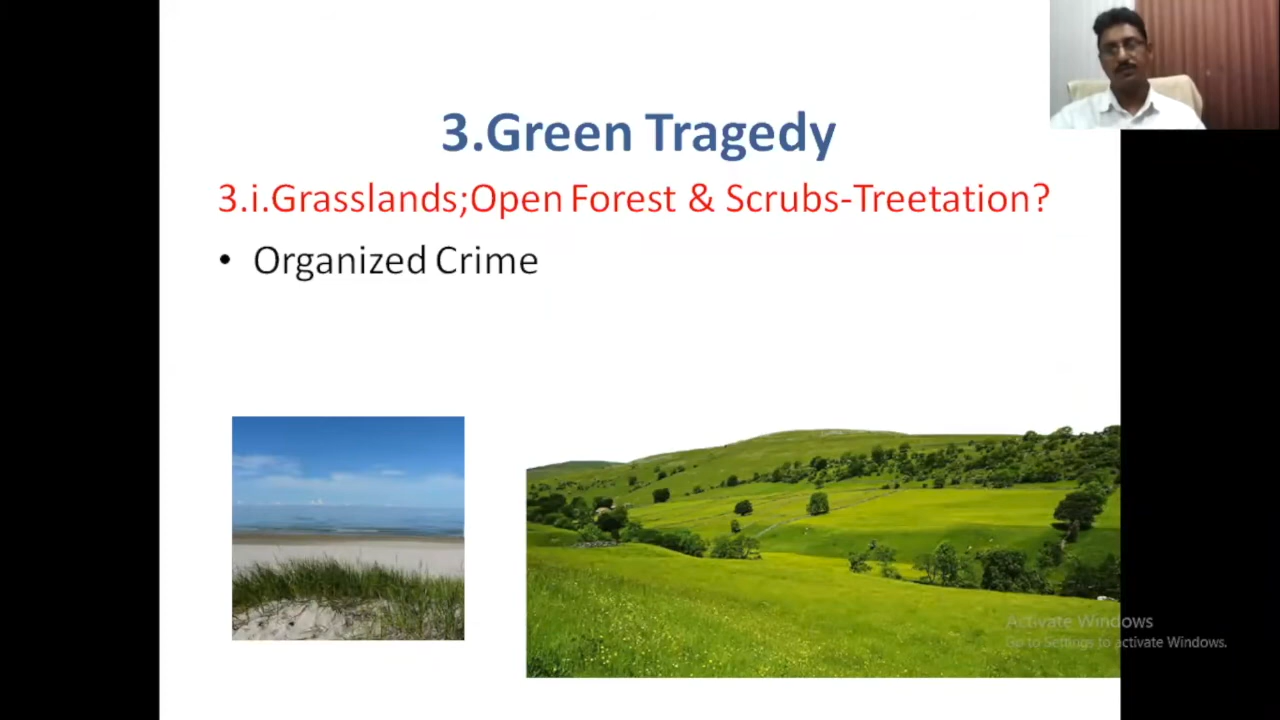 3.Green Tragedy
3.i.Grasslands;Open Forest & Scrubs-Treetation?
• Organized Crime
Activate Windows
Go to Settings to activate Windows.